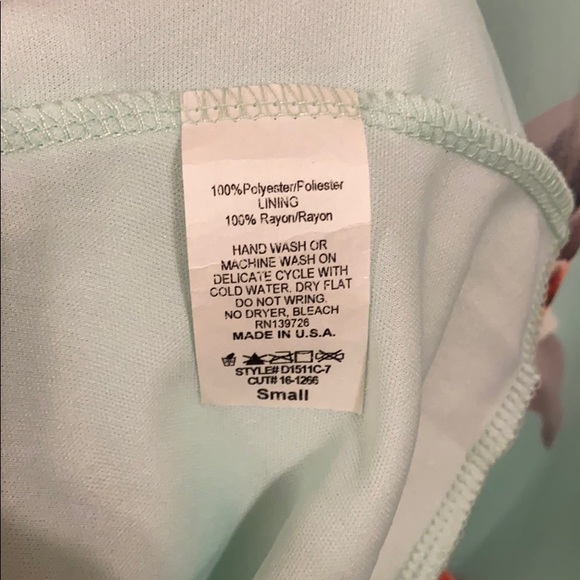 100%Polyester/Foliester
LINING
100% Rayon/Rayon
HAND WASH OR
MACHINE WASH ON
DELICATE CYCLE WITH
COLD WATER. DRY FLAT
DO NOT WRING.
NO DRYER, BLEACH
RN139726
MADE IN U.S.A.
STYLE# D1511C-7
CUT# 16-1266
Small